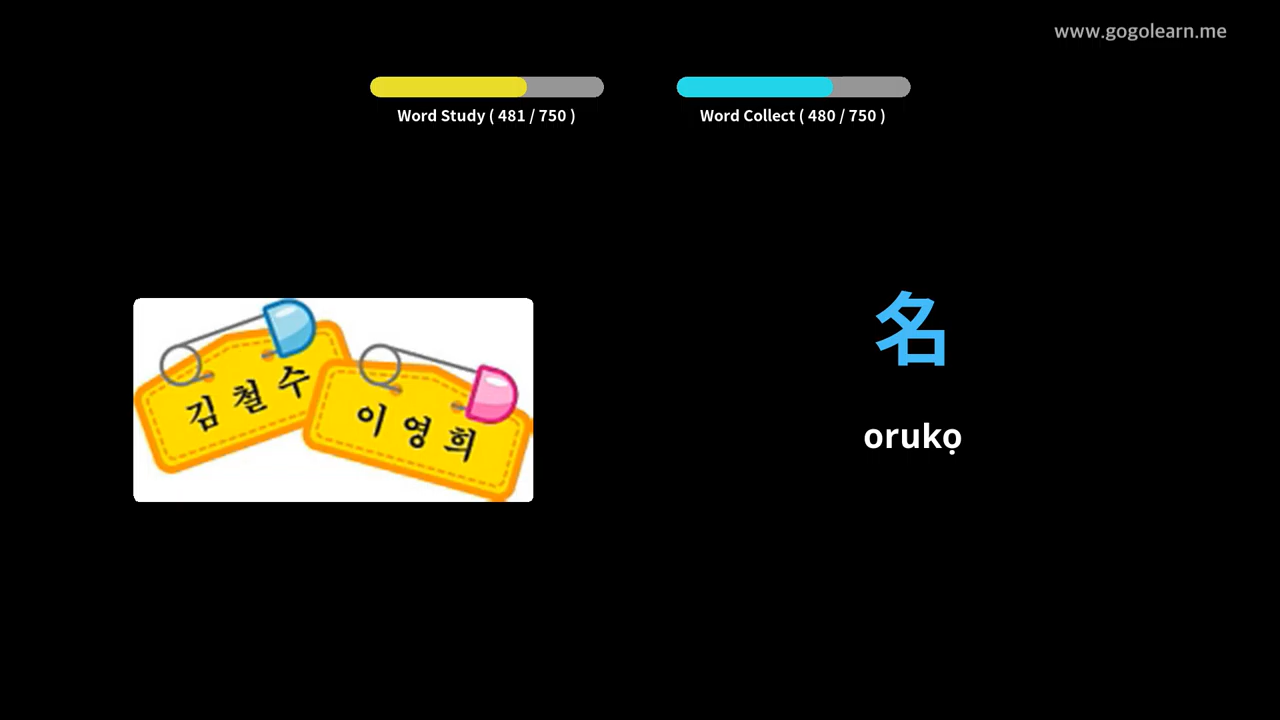 www.gogolearn.me
Word Study ( 481 / 750 )
Word Collect ( 480 / 750 )
김철수
이영희
名
orukọ